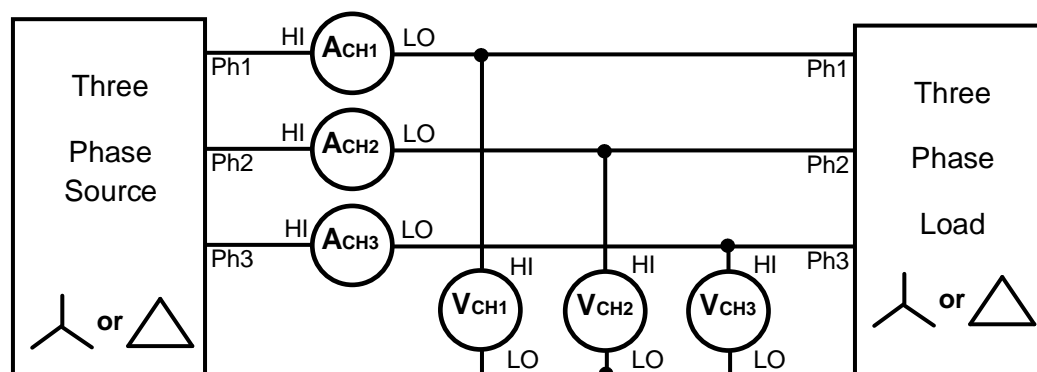 HI ACH1 LO
Ph1 Ph1
Three
Phase
Source
HI ACH2 LO
Ph2 Ph2
HI ACH3 LO
Ph3 Ph3
Three
Phase
Load
HI HI HI
VCH1 VCH2 VCH3
LO LO LO
or
or